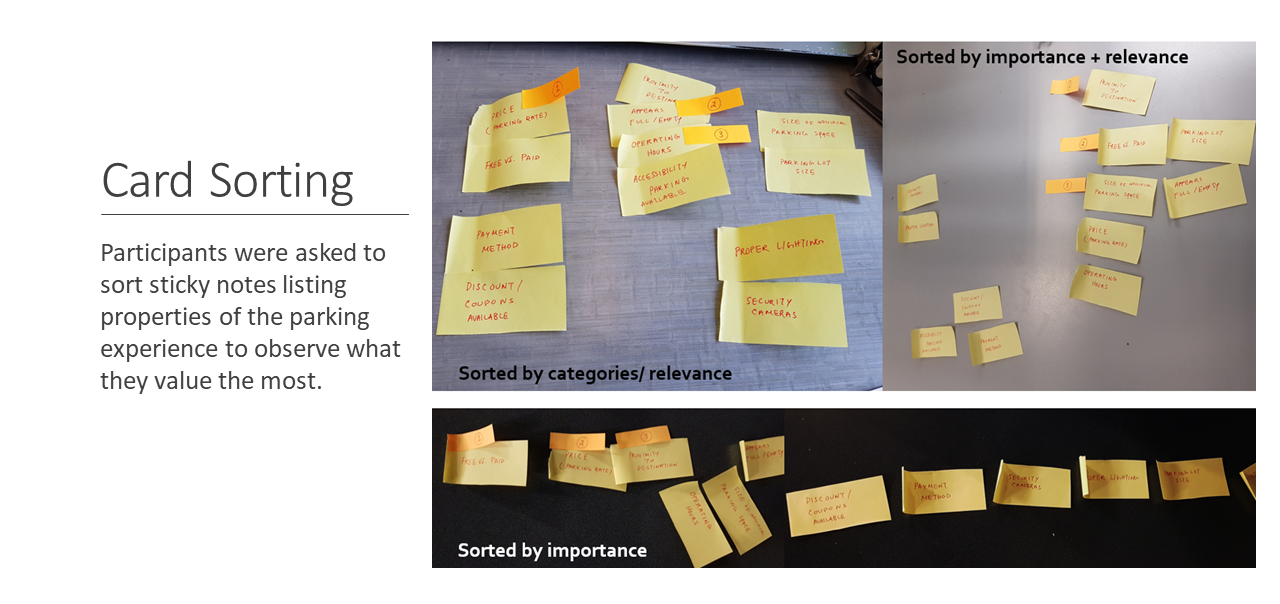 Card Sorting
Participants were asked to
sort sticky notes listing
properties of the parking
experience to observe what
they value the most.
1
PRICE
(PARKING RATE)
FREE VS. PAID
PROXIMITY
TO
DESTINA
2
APPEARS
FULL/EMPTY
3
OPERATING
HOURS
ACCESSIBILITY
PARKING
AVAILABLE
SIZE OF INDIVIDUAL
PARKING SPACE
PARKING LOT
SIZE
PAYMENT
METHOD
DISCOUNT/
COUPONS
AVAILABLE
PROPER LIGHTING
SECURITY
CAMERAS
Sorted by categories/ relevance
Sorted by importance + relevance
1
PROXIMITY
TO
DESTINATION
2
FREE VS. PAID
PARKING LOT
SIZE
3
SIZE OF INDIVIDUAL
PARKING SPACE
APPEARS
FULL/EMPTY
PRICE
(PARKING RATE)
OPERATING
HOURS
DISCOUNT/
COUPONS
PAYMENT
METHOD
1
FREE VS. PAID
2
PRICE
(PARKING RATE)
3
PROXIMITY
TO
DESTINATION
APPEARS
FULL/EMPTY
OPERATING
HOURS
SIZE OF INDIVIDUAL
PARKING SPACE
DISCOUNT/
COUPONS
AVAILABLE
PAYMENT
METHOD
SECURITY
CAMERAS
OPER LIGHTING
PARKING LOT
SIZE
Sorted by importance